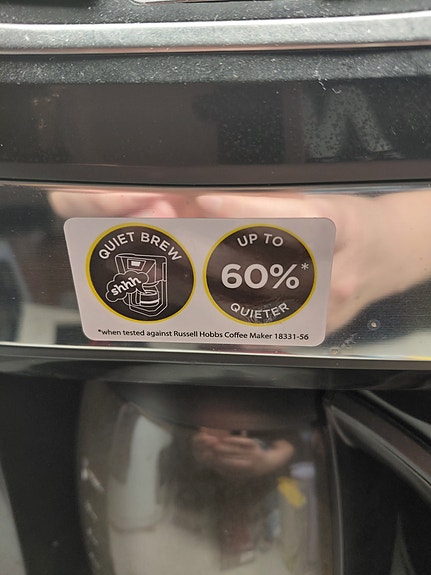 QUIET BREW
shhh
UP TO
60%*
QUIETER
*when tested against Russell Hobbs Coffee Maker 18331-56